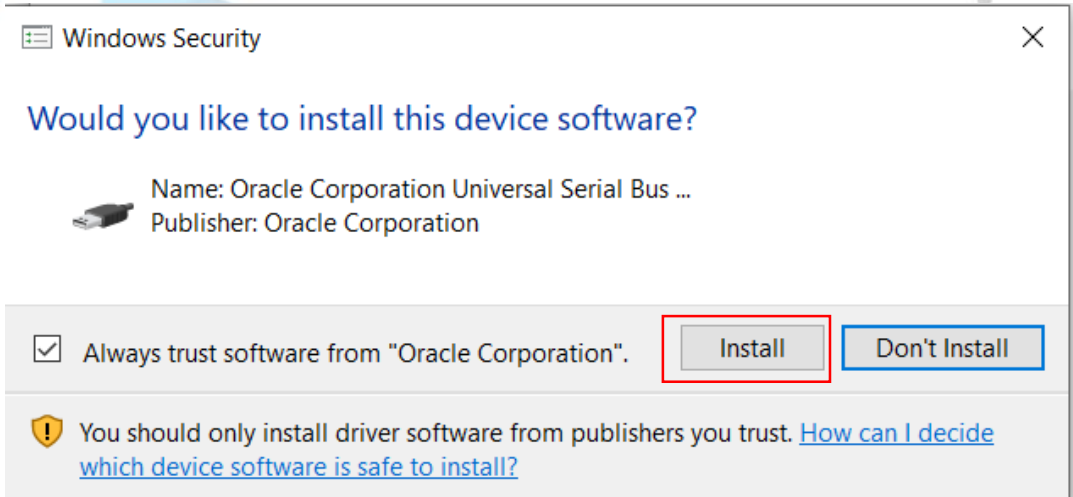 Windows Security
Would you like to install this device software?
Name: Oracle Corporation Universal Serial Bus ...
Publisher: Oracle Corporation
Always trust software from "Oracle Corporation".
Install
Don't Install
You should only install driver software from publishers you trust. How can I decide
which device software is safe to install?